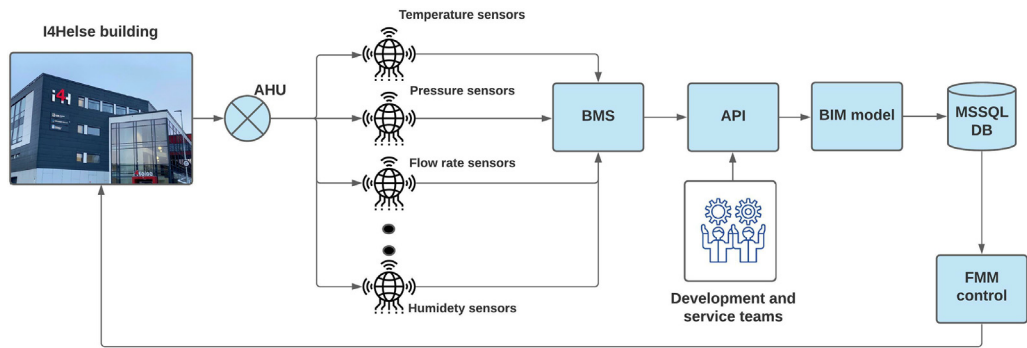 Temperature sensors
I4Helse building
AHU
Pressure sensors
i4H
BMS
API
BIM model
MSSQL
DB
Flow rate sensors
FMM
control
Development and
service teams
Humidety sensors